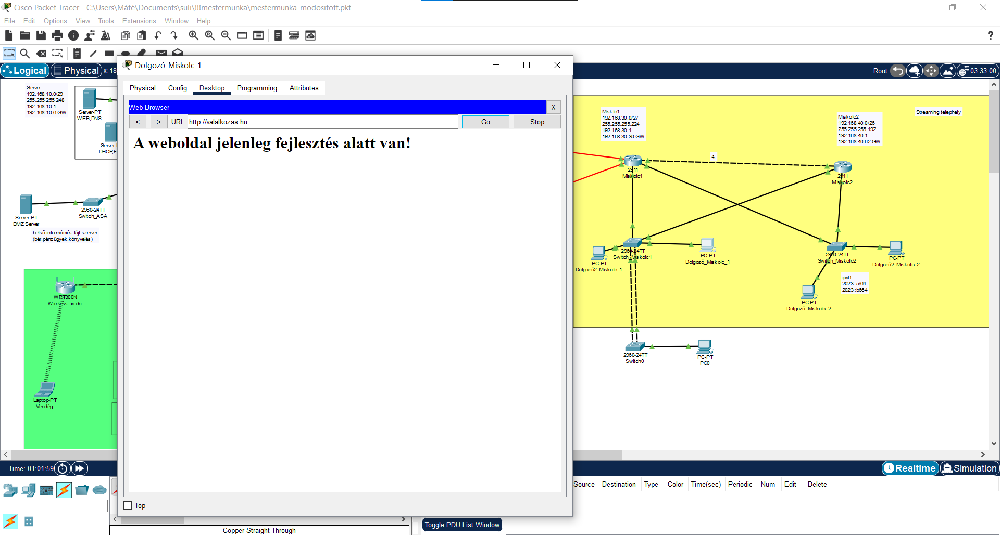 Cisco Packet Tracer - C:\Users\Máté\Documents\suli\!!!mestermunka\mestermunka_modositott.pkt
File Edit Options View Tools Extensions Window Help
?
Logical
Physical
x: 18
Root
03:33:00
Dolgozó_Miskolc_1
Physical Config Desktop Programming Attributes
Web Browser
X
< > URL http://valalkozas.hu Go Stop
A weboldal jelenleg fejlesztés alatt van!
Top
Server
192.168.10.0/29
255.255.255.248
192.168.10.1
192.168.10.6 GW
Server-PT
WEB,DNS
Server-
DHCP,F
Server-PT
DMZ Server
2960-24TT
Switch_ASA
belső információs fájl szerver
(bér,pénzügyek,könyvelés)
WRT300N
Wireless_iroda
Laptop-PT
Vendég
Misklc1
192.168.30.0/27
255.255.255.224
192.168.30.1
192.168.30.30 GW
Miskolc2
192.168.40.0/26
255.255.255.192
192.168.40.1
192.168.40.62 GW
Streaming telephely
4.
2911
Miskolc1
2911
Miskolc2
2960-24TT
Switch_Miskolc1
PC-PT
Dolgozó2_Miskolc_1
PC-PT
Dolgozó_Miskolc_1
2960-24TT
Switch_Miskolc2
PC-PT
Dolgozó2_Miskolc_2
ipv6
2023::a/64
2023::b664
PC-PT
Dolgozó_Miskolc_2
2960-24TT
Switch0
PC-PT
PC0
Time: 01:01:59
Realtime
Simulation
Source Destination Type Color Time(sec) Periodic Num Edit Delete
Toggle PDU List Window
Copper Straight-Through